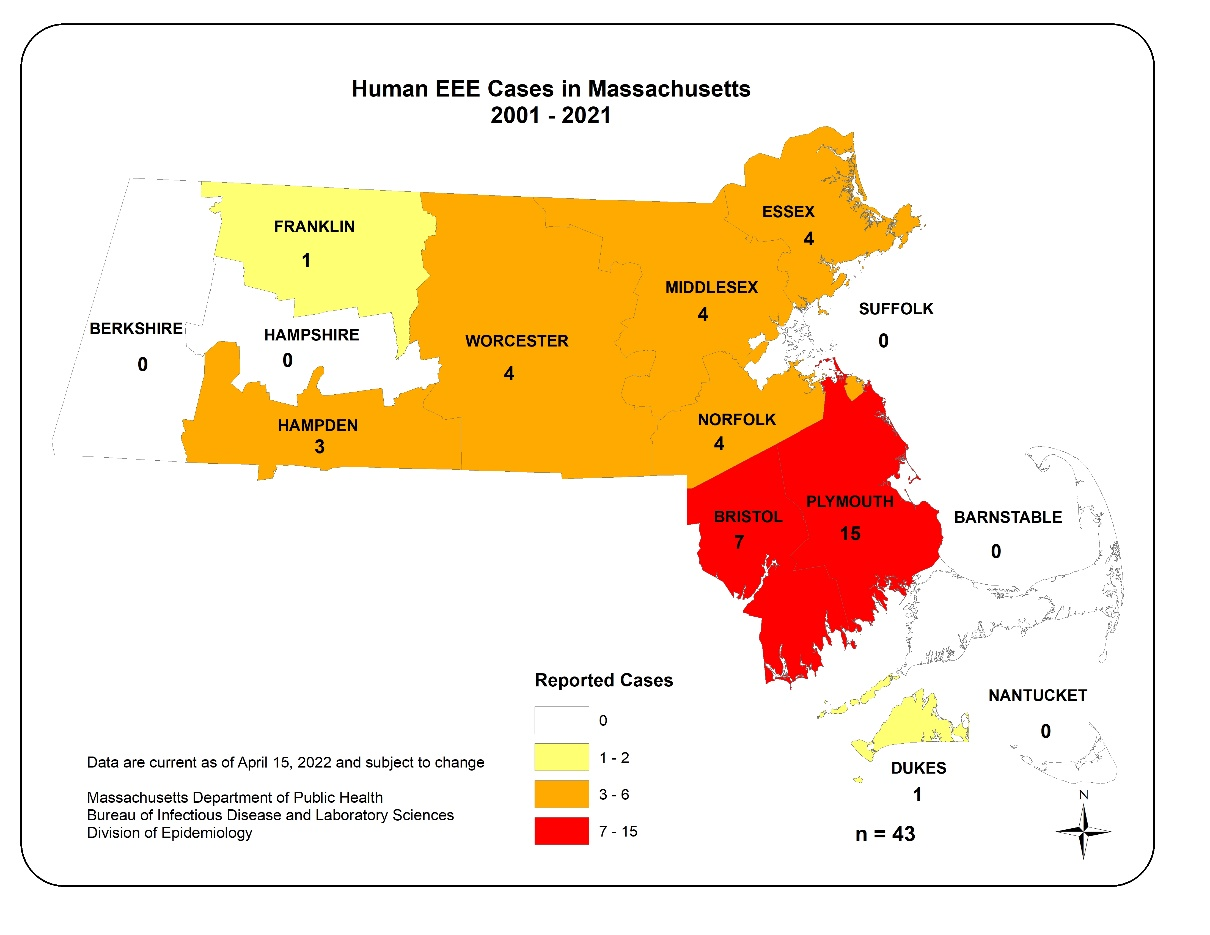 Human EEE Cases in Massachusetts
2001 - 2021
ESSEX
4
FRANKLIN
1
MIDDLESEX
4
SUFFOLK
0
BERKSHIRE
0
HAMPSHIRE
0
WORCESTER
4
HAMPDEN
3
NORFOLK
4
PLYMOUTH
15
BRISTOL
7
BARNSTABLE
0
NANTUCKET
0
DUKES
1
n = 43
N
Reported Cases
0
1 - 2
3 - 6
7 - 15
Data are current as of April 15, 2022 and subject to change
Massachusetts Department of Public Health
Bureau of Infectious Disease and Laboratory Sciences
Division of Epidemiology